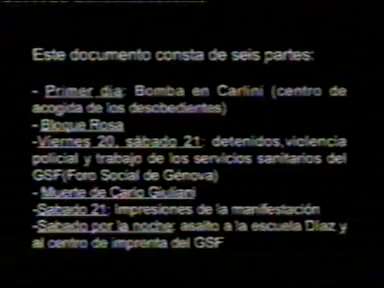 Este documento consta de seis partes:
- Primer día: Bomba en Carlini (centro de
acogida de los desobedientes)
- Bloque Rosa
-Viernes 20, sábado 21: detenidos,violencia
policial y trabajo de los servicios sanitarios del
GSF(Foro Social de Génova)
- Muerte de Carlo Giuliani
-Sabado 21: Impresiones de la manifestación
-Sabado por la noche: asalto a la escuela Diaz y
al centro de imprenta del GSF